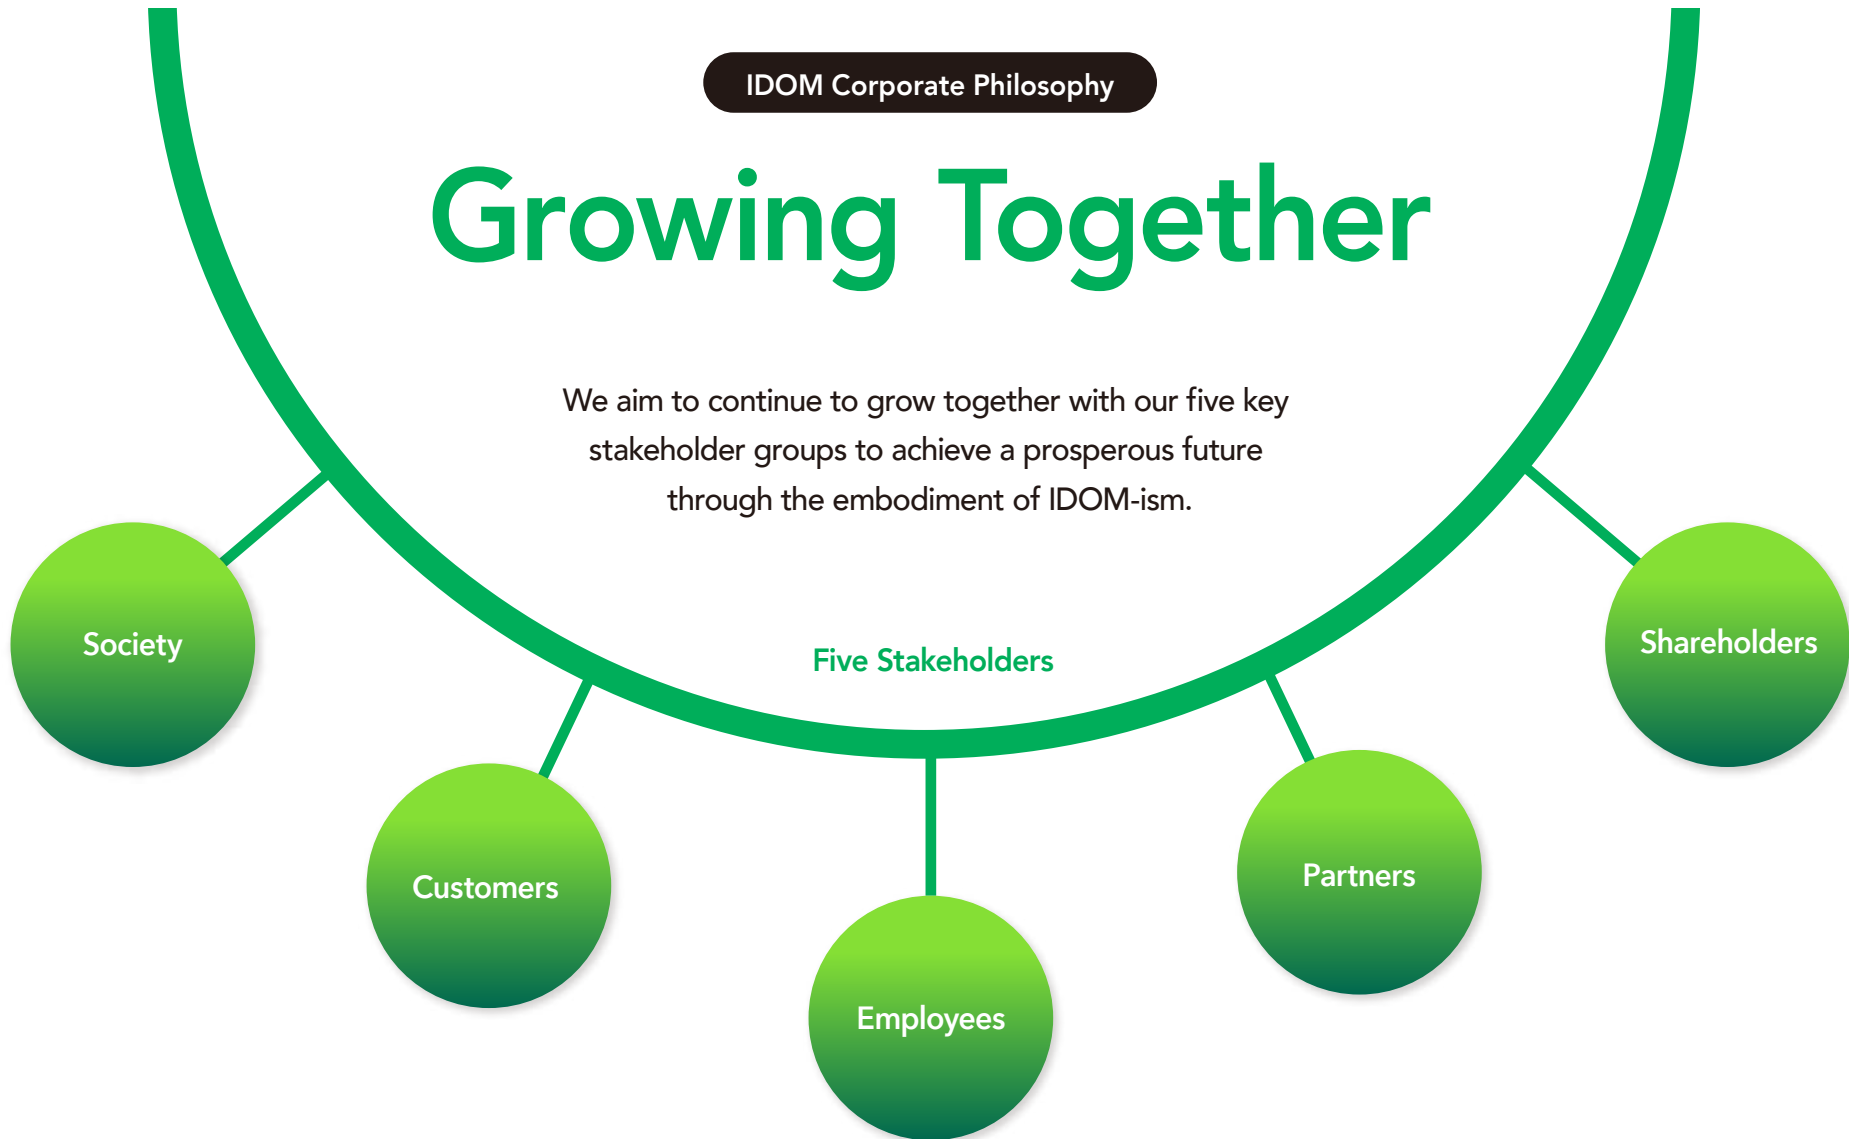 IDOM Corporate Philosophy
Growing Together
We aim to continue to grow together with our five key
stakeholder groups to achieve a prosperous future
through the embodiment of IDOM-ism.
Five Stakeholders
Society
Customers
Employees
Partners
Shareholders